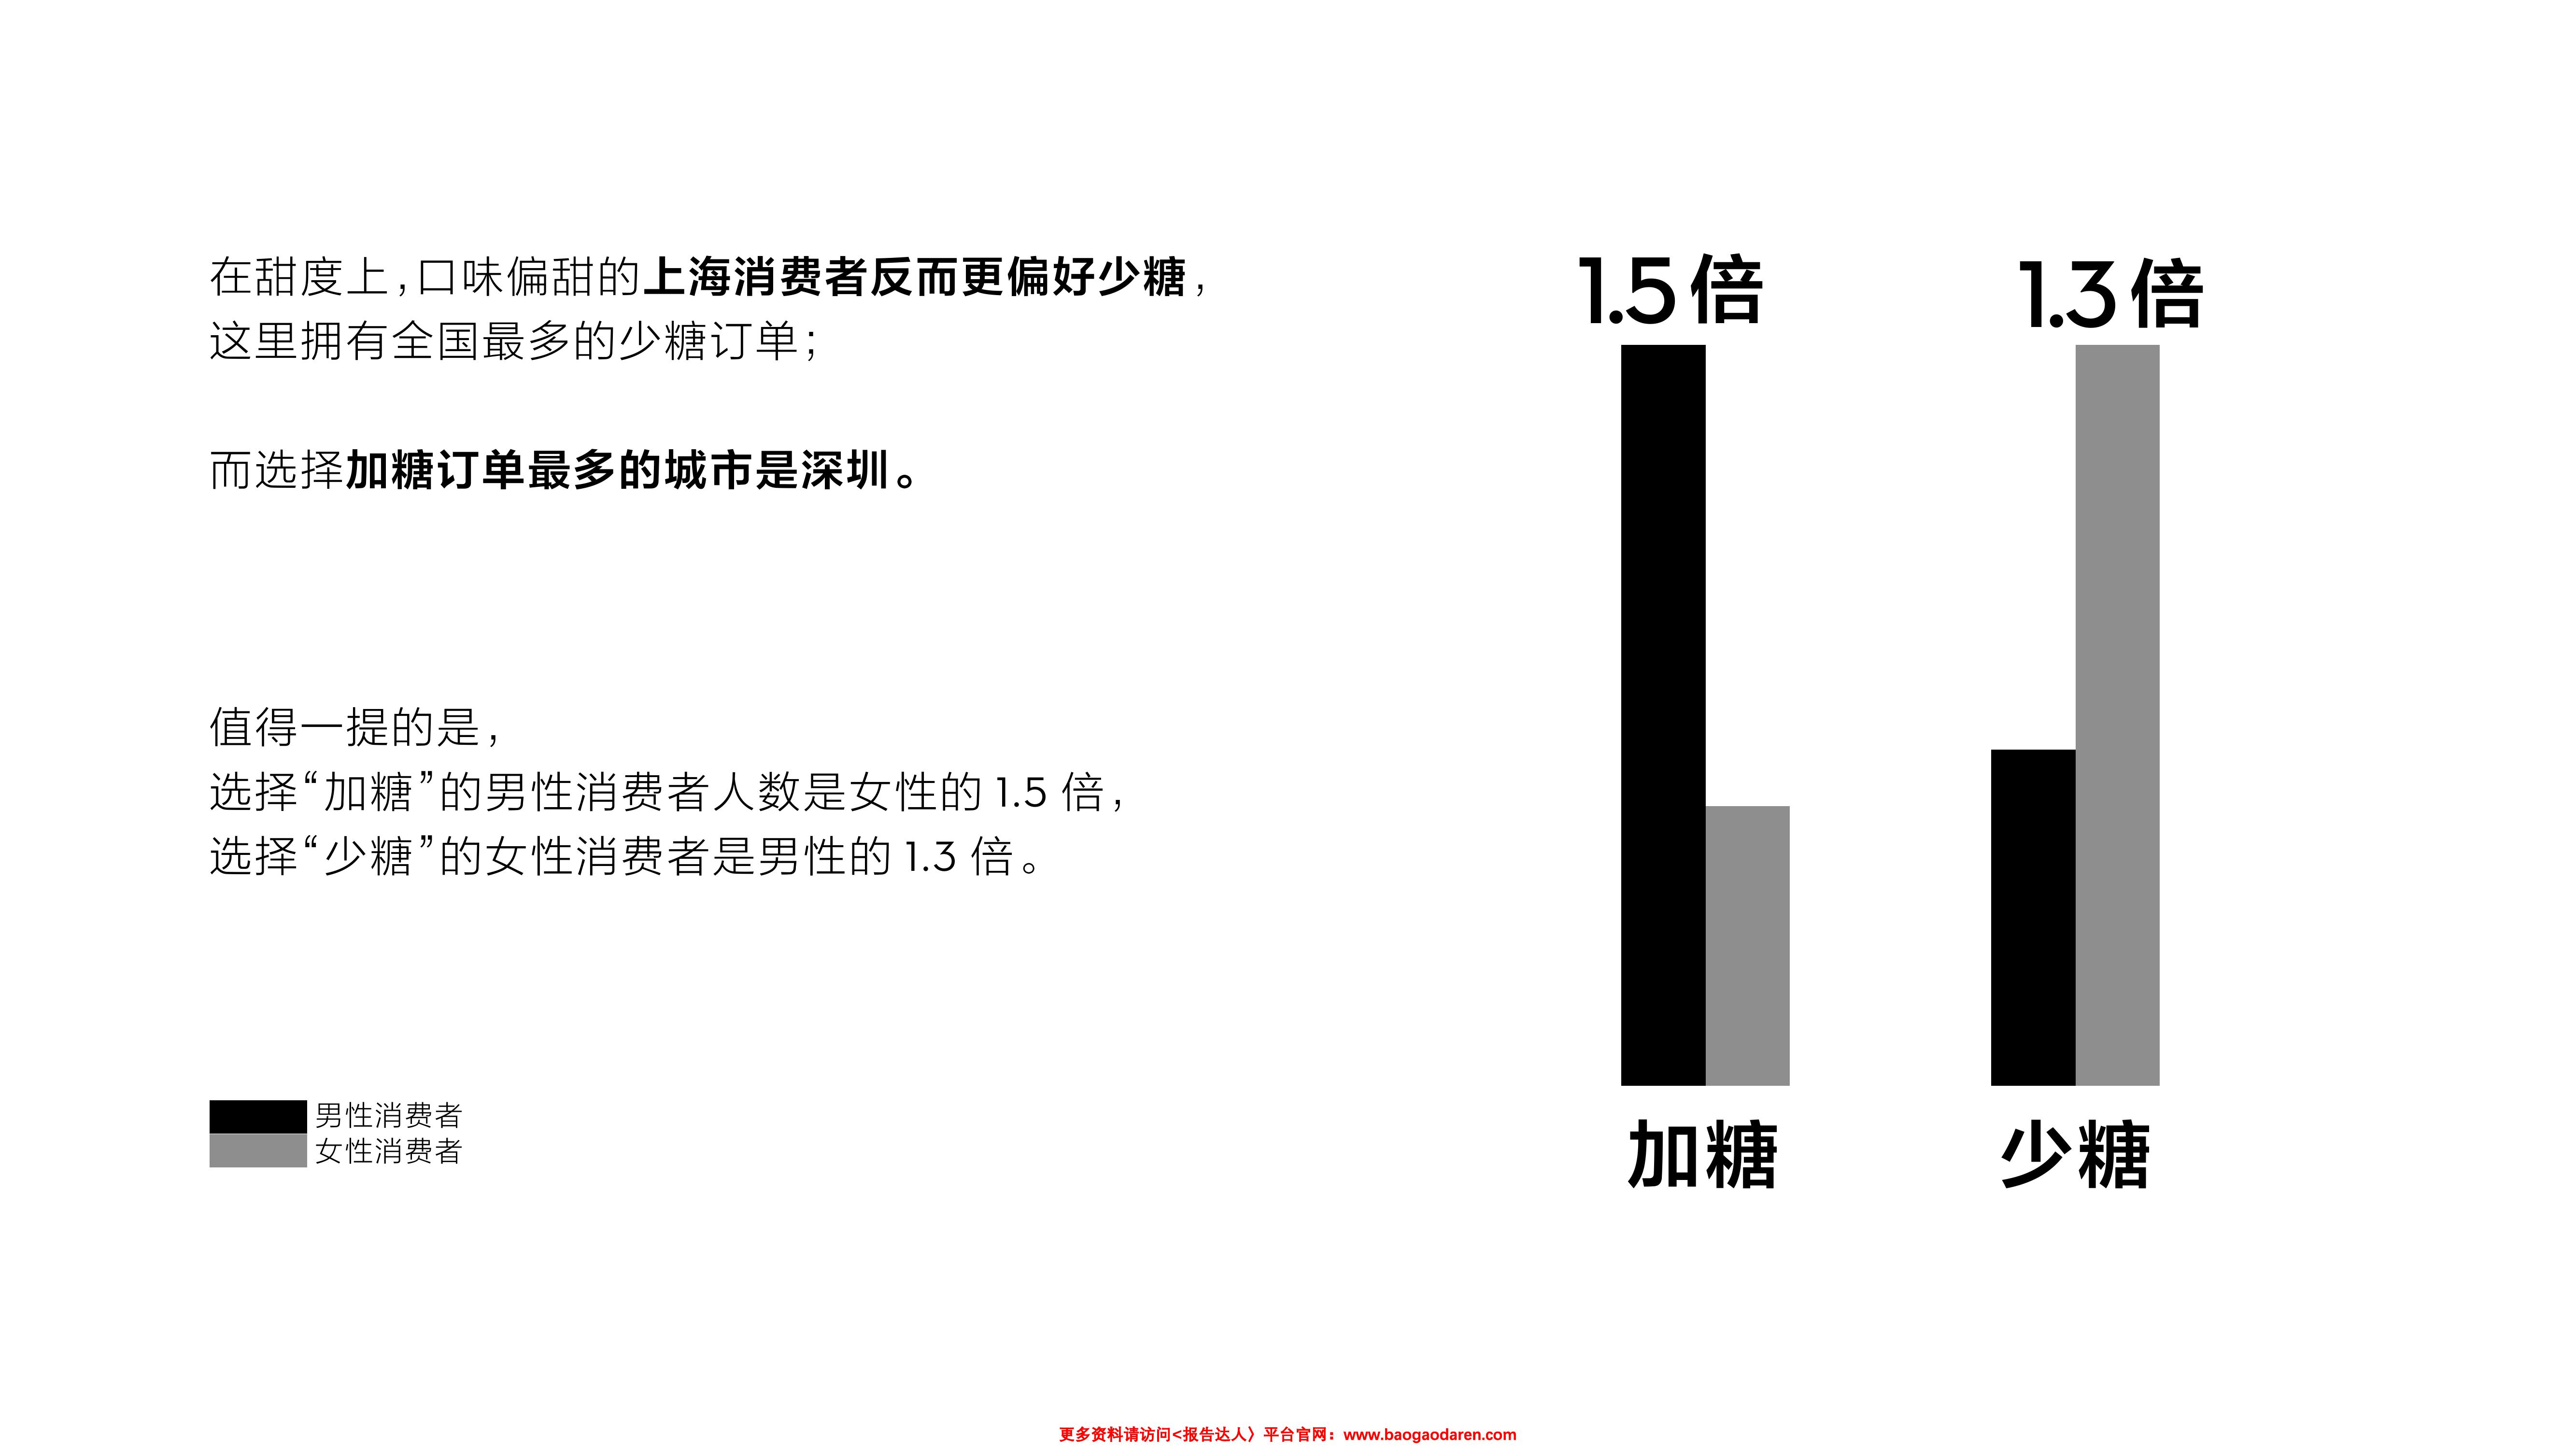 在甜度上,口味偏甜的上海消费者反而更偏好少糖,
这里拥有全国最多的少糖订单;
而选择加糖订单最多的城市是深圳。
值得一提的是,
选择“加糖”的男性消费者人数是女性的 1.5 倍,
选择“少糖”的女性消费者是男性的 1.3 倍。
男性消费者
女性消费者
1.5 倍
1.3 倍
加糖
少糖
更多资料请访问<报告达人〉平台官网：www.baogaodaren.com